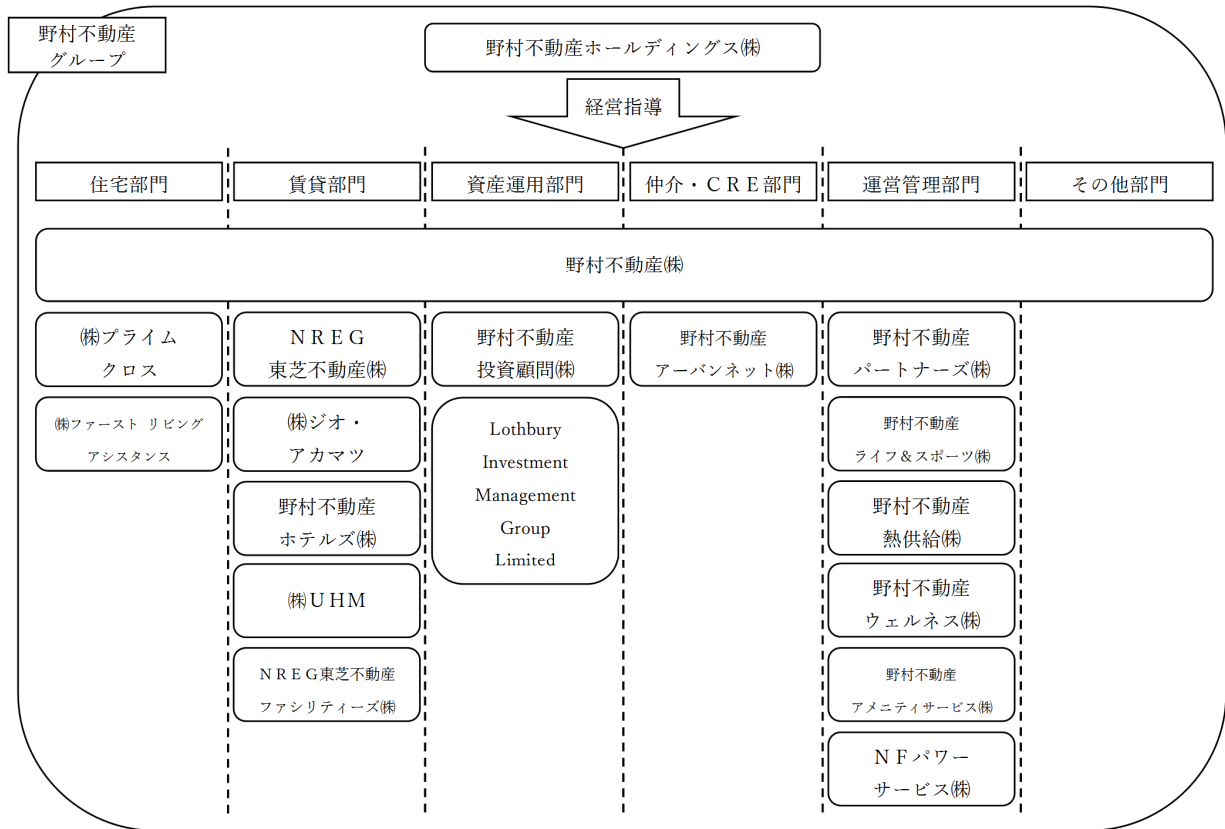 野村不動産
グループ
野村不動産ホールディングス㈱
経営指導
住宅部門
賃貸部門
資産運用部門
仲介・ＣＲＥ部門
運営管理部門
その他部門
野村不動産㈱
㈱プライム
クロス
㈱ファースト リビング
アシスタンス
ＮＲＥＧ
東芝不動産㈱
㈱ジオ・
アカマツ
野村不動産
ホテルズ㈱
㈱ＵＨＭ
ＮＲＥＧ東芝不動産
ファシリティーズ㈱
野村不動産
投資顧問㈱
Lothbury
Investment
Management
Group
Limited
野村不動産
アーバンネット㈱
野村不動産
パートナーズ㈱
野村不動産
ライフ＆スポーツ㈱
野村不動産
熱供給㈱
野村不動産
ウェルネス㈱
野村不動産
アメニティサービス㈱
ＮＦパワー
サービス㈱